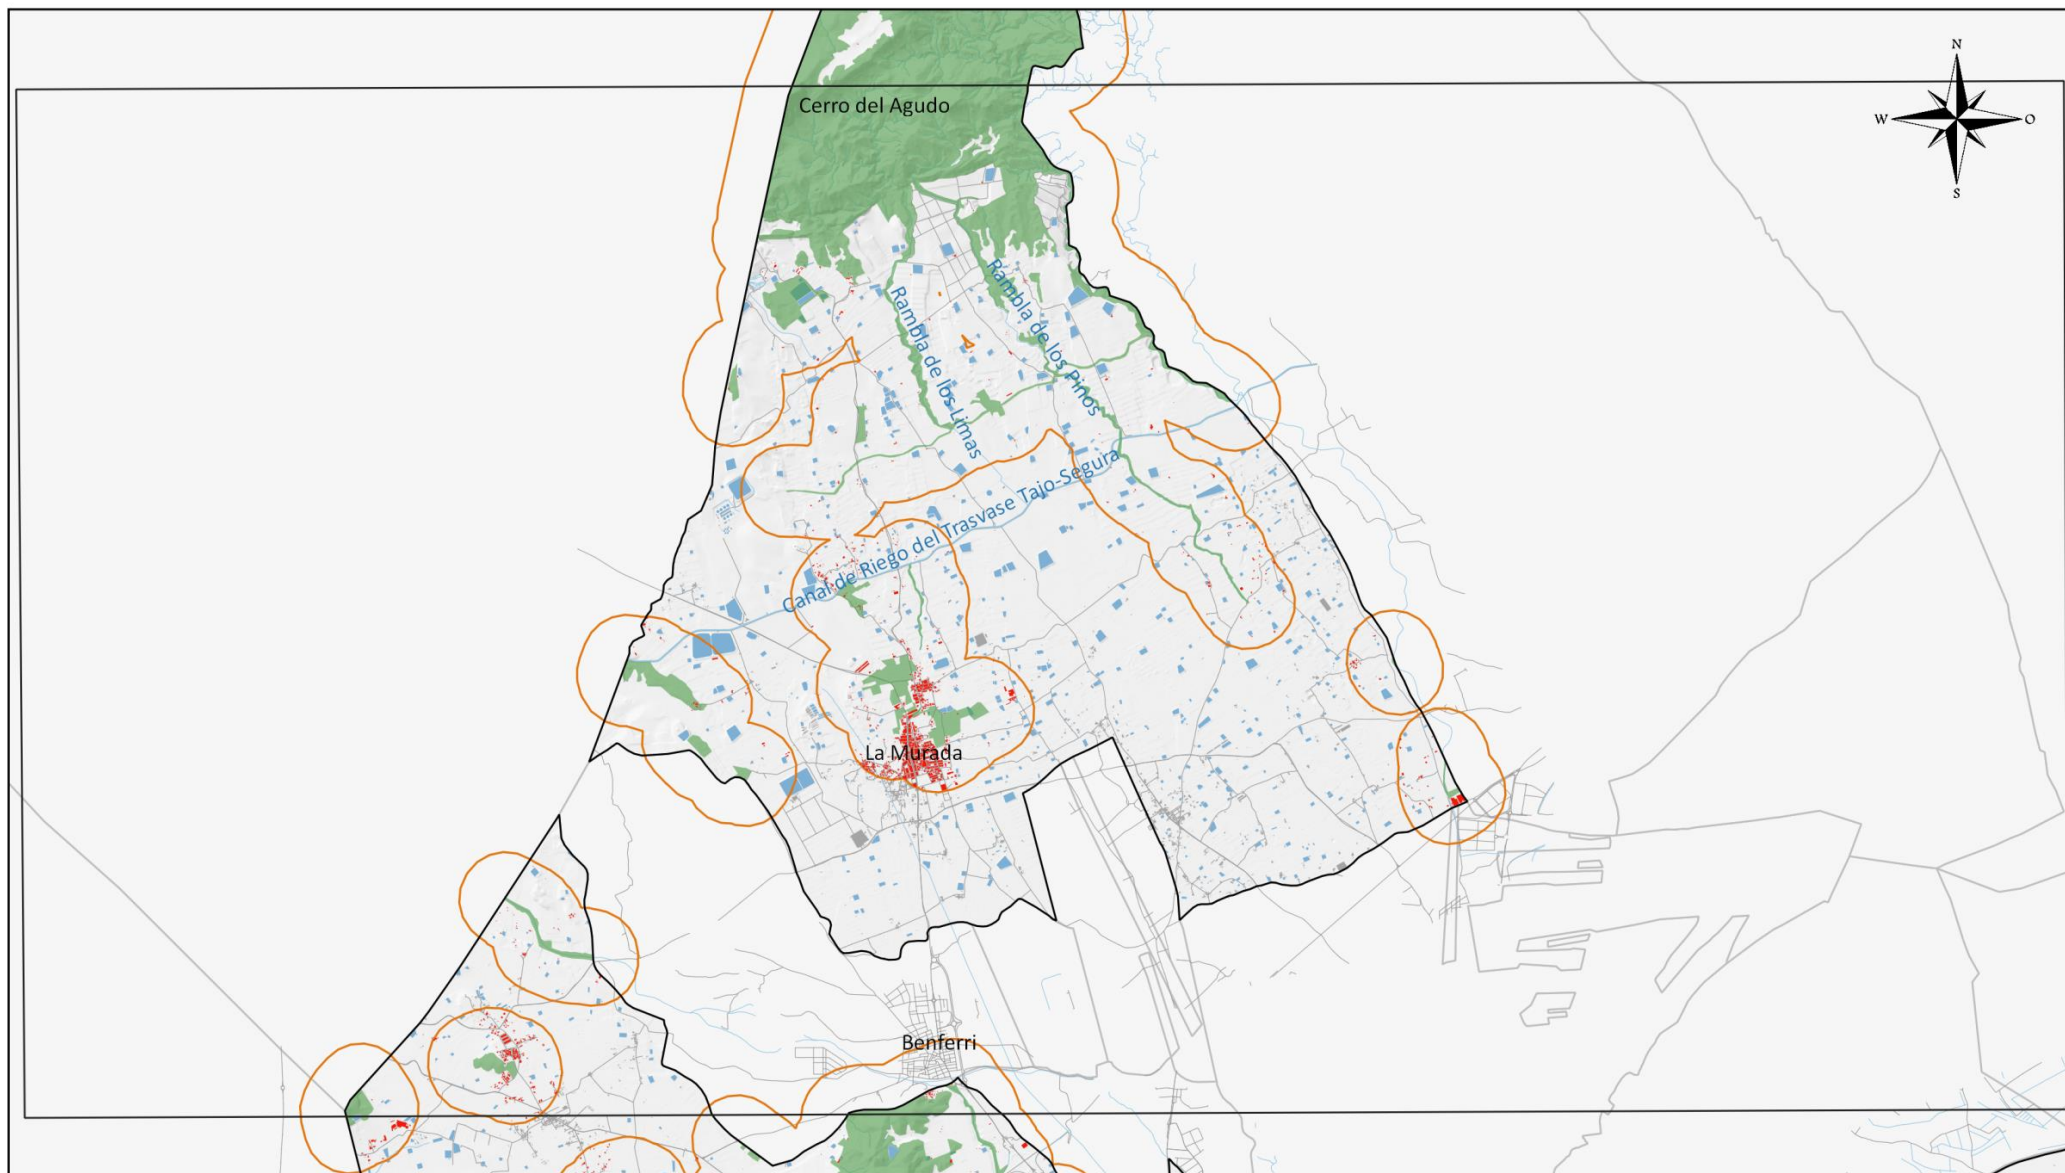 N
Cerro del Agudo
W
O
S
Rambla de los Limas
Rambla de los Pinos
Canal de Riego del Trasvase Tajo-Segura
La Murada
Benferri